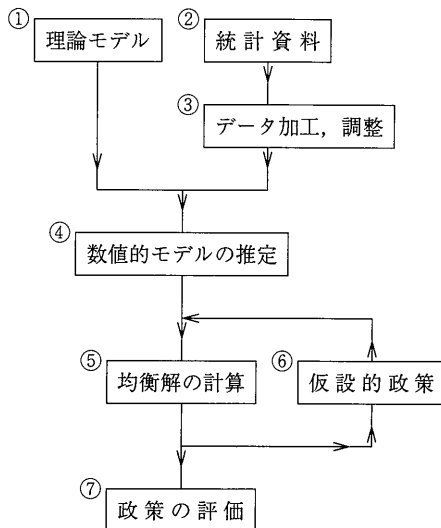 ①
理論モデル
②
統計資料
③
データ加工,調整
④
数値的モデルの推定
⑤
均衡解の計算
⑥
仮設的政策
⑦
政策の評価